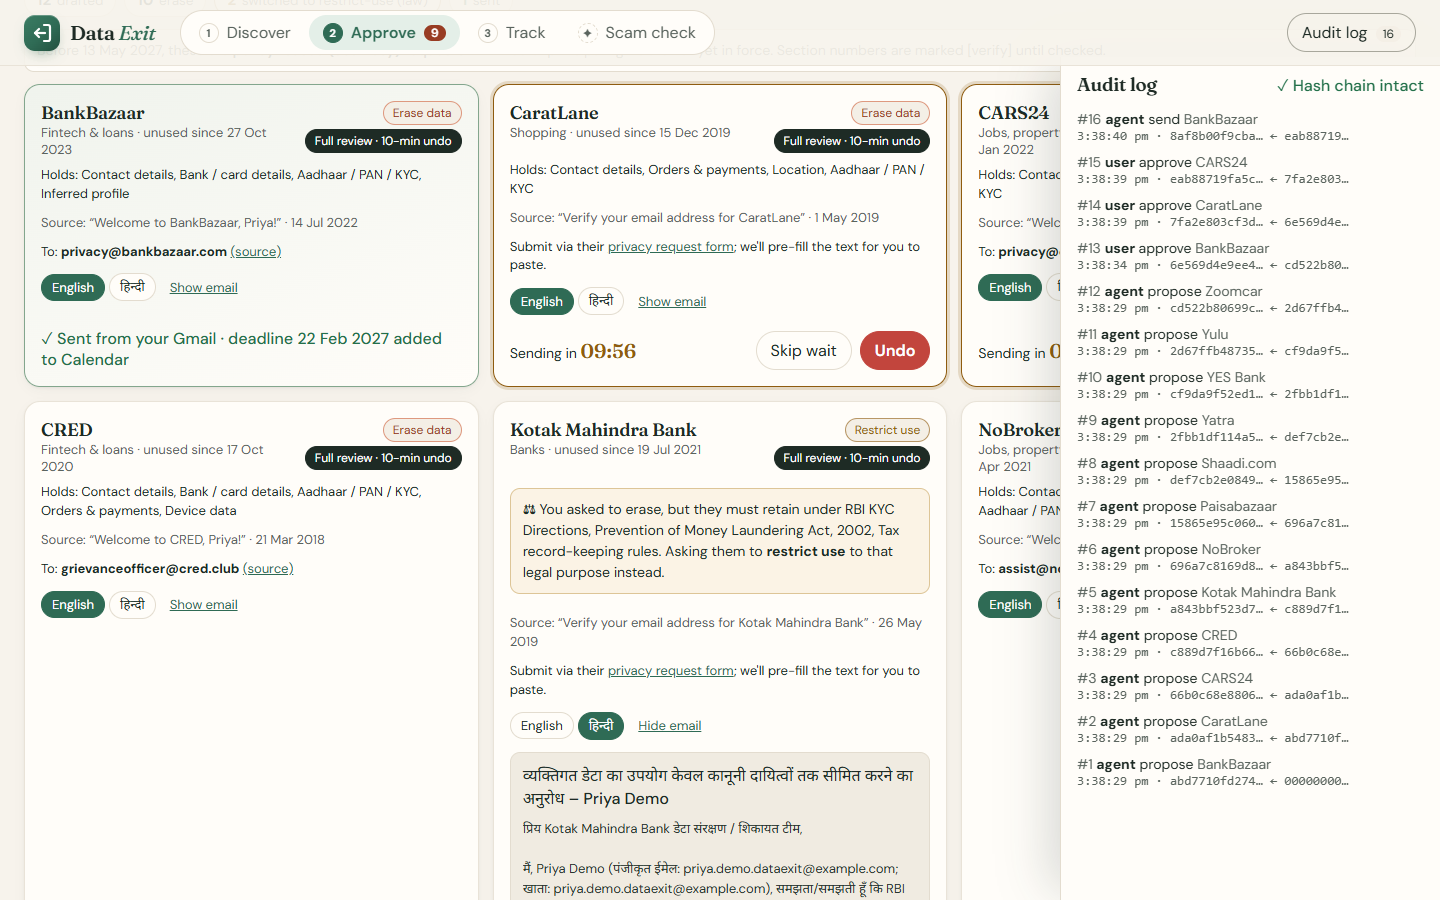 Data Exit
1 Discover
2 Approve 9
3 Track
Scam check
Audit log 16
BankBazaar
Erase data
Fintech & loans · unused since 27 Oct
2023
Full review · 10-min undo
Holds: Contact details, Bank / card details, Aadhaar / PAN / KYC,
Inferred profile
Source: “Welcome to BankBazaar, Priya!” · 14 Jul 2022
To: privacy@bankbazaar.com (source)
English हिन्दी Show email
✓ Sent from your Gmail · deadline 22 Feb 2027 added
to Calendar
CaratLane
Erase data
Shopping · unused since 15 Dec 2019
Full review · 10-min undo
Holds: Contact details, Orders & payments, Location, Aadhaar / PAN /
KYC
Source: “Verify your email address for CaratLane” · 1 May 2019
Submit via their privacy request form; we'll pre-fill the text for you to
paste.
English हिन्दी Show email
Sending in 09:56
Skip wait
Undo
CARS24
Jobs, propert
Jan 2022
Holds: Contac
KYC
Source: “Welc
To: privacy@
English
Sending in 0
CRED
Erase data
Fintech & loans · unused since 17 Oct
2020
Full review · 10-min undo
Holds: Contact details, Bank / card details, Aadhaar / PAN / KYC,
Orders & payments, Device data
Source: “Welcome to CRED, Priya!” · 21 Mar 2018
To: grievanceofficer@cred.club (source)
English हिन्दी Show email
Kotak Mahindra Bank
Restrict use
Banks · unused since 19 Jul 2021
Full review · 10-min undo
⚖ You asked to erase, but they must retain under RBI KYC
Directions, Prevention of Money Laundering Act, 2002, Tax
record-keeping rules. Asking them to restrict use to that
legal purpose instead.
Source: “Verify your email address for Kotak Mahindra Bank” · 26 May
2019
Submit via their privacy request form; we'll pre-fill the text for you to
paste.
English हिन्दी Hide email
व्यक्तिगत डेटा का उपयोग केवल कानूनी दायित्वों तक सीमित करने का
अनुरोध – Priya Demo
प्रिय Kotak Mahindra Bank डेटा संरक्षण / शिकायत टीम,
मैं, Priya Demo (पंजीकृत ईमेल: priya.demo.dataexit@example.com;
खाता: priya.demo.dataexit@example.com), समझता/समझती हूँ कि RBI
NoBroker
Jobs, propert
Apr 2021
Holds: Contac
Aadhaar / PAN
Source: “Welc
To: assist@no
English
Audit log
✓ Hash chain intact
#16 agent send BankBazaar
3:38:40 pm · 8af8b00f9cba… ← eab88719…
#15 user approve CARS24
3:38:39 pm · eab88719fa5c… ← 7fa2e803…
#14 user approve CaratLane
3:38:39 pm · 7fa2e803cf3d… ← 6e569d4e…
#13 user approve BankBazaar
3:38:34 pm · 6e569d4e9ee4… ← cd522b80…
#12 agent propose Zoomcar
3:38:29 pm · cd522b80699c… ← 2d67ffb4…
#11 agent propose Yulu
3:38:29 pm · 2d67ffb48735… ← cf9da9f5…
#10 agent propose YES Bank
3:38:29 pm · cf9da9f52ed1… ← 2fbb1df1…
#9 agent propose Yatra
3:38:29 pm · 2fbb1df114a5… ← def7cb2e…
#8 agent propose Shaadi.com
3:38:29 pm · def7cb2e0849… ← 15865e95…
#7 agent propose Paisabazaar
3:38:29 pm · 15865e95c060… ← 696a7c81…
#6 agent propose NoBroker
3:38:29 pm · 696a7c8169d8… ← a843bbf5…
#5 agent propose Kotak Mahindra Bank
3:38:29 pm · a843bbf523d7… ← c889d7f1…
#4 agent propose CRED
3:38:29 pm · c889d7f16b66… ← 66b0c68e…
#3 agent propose CARS24
3:38:29 pm · 66b0c68e8806… ← ada0af1b…
#2 agent propose CaratLane
3:38:29 pm · ada0af1b5483… ← abd7710f…
#1 agent propose BankBazaar
3:38:29 pm · abd7710fd274… ← 00000000…